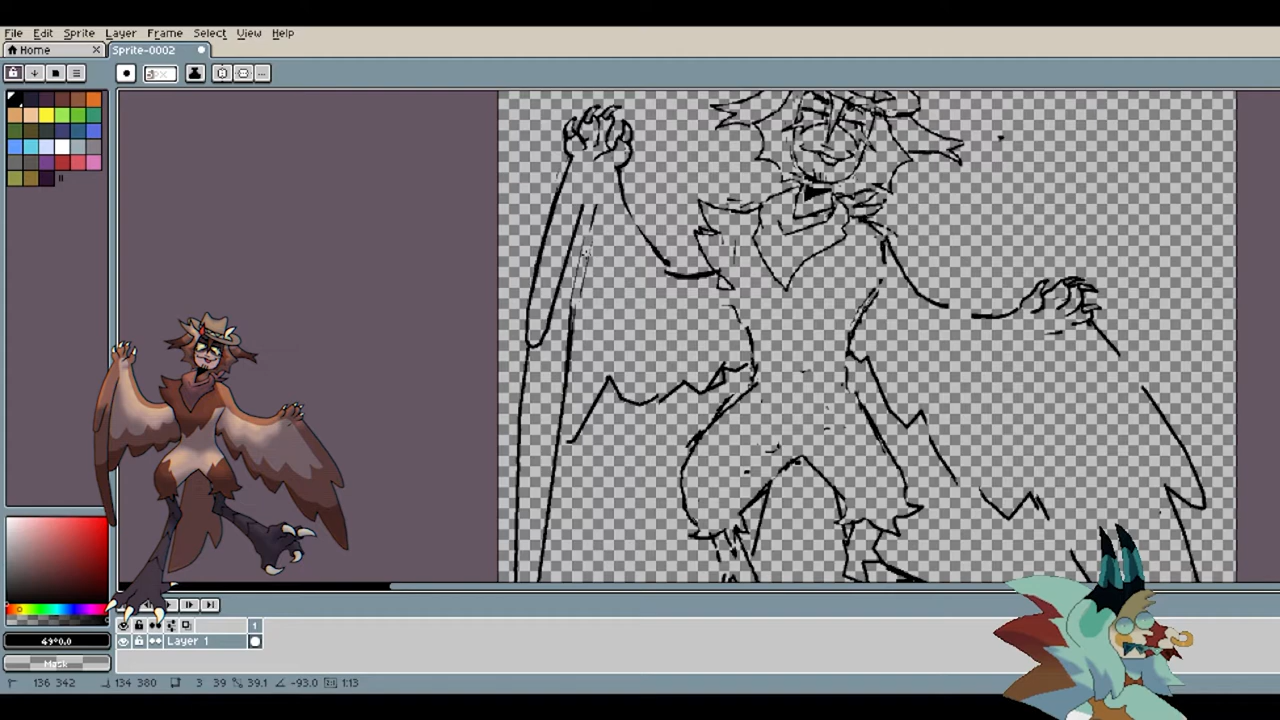 File Edit Sprite Layer Frame Select View Help
Home Sprite-0002
1
Layer 1
Mask
136 342 134 380 3 39 39.1 -93.0 1:13